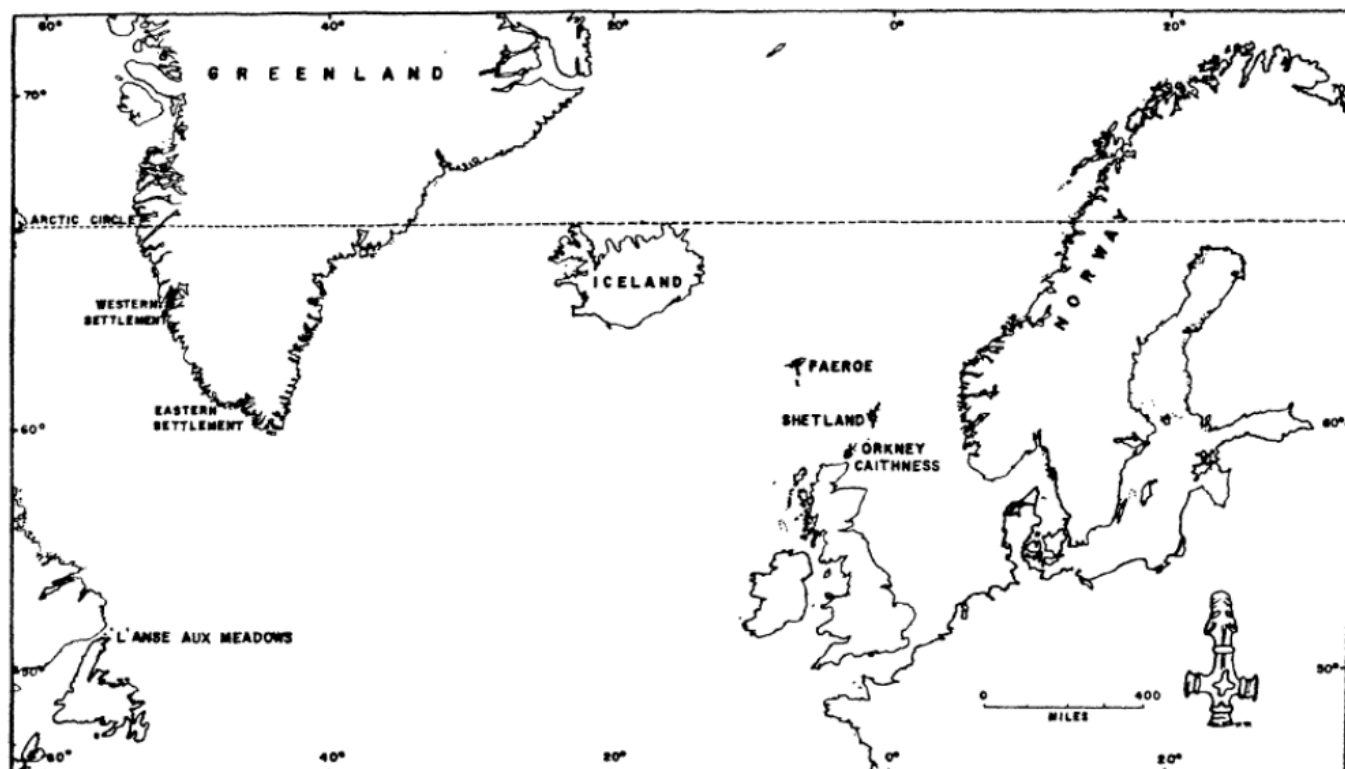 60° 40° 20° 0° 20°
GREENLAND
70° 70
ARCTIC CIRCLE
ICELAND
NORWAY
WESTERN
SETTLEMENT
FAEROE
EASTERN
SETTLEMENT
SHETLAND
60° 60°
ORKNEY
CAITHNESS
L'ANSE AUX MEADOWS
50° 50°
0 400
MILES
60° 40° 20° 0° 20°